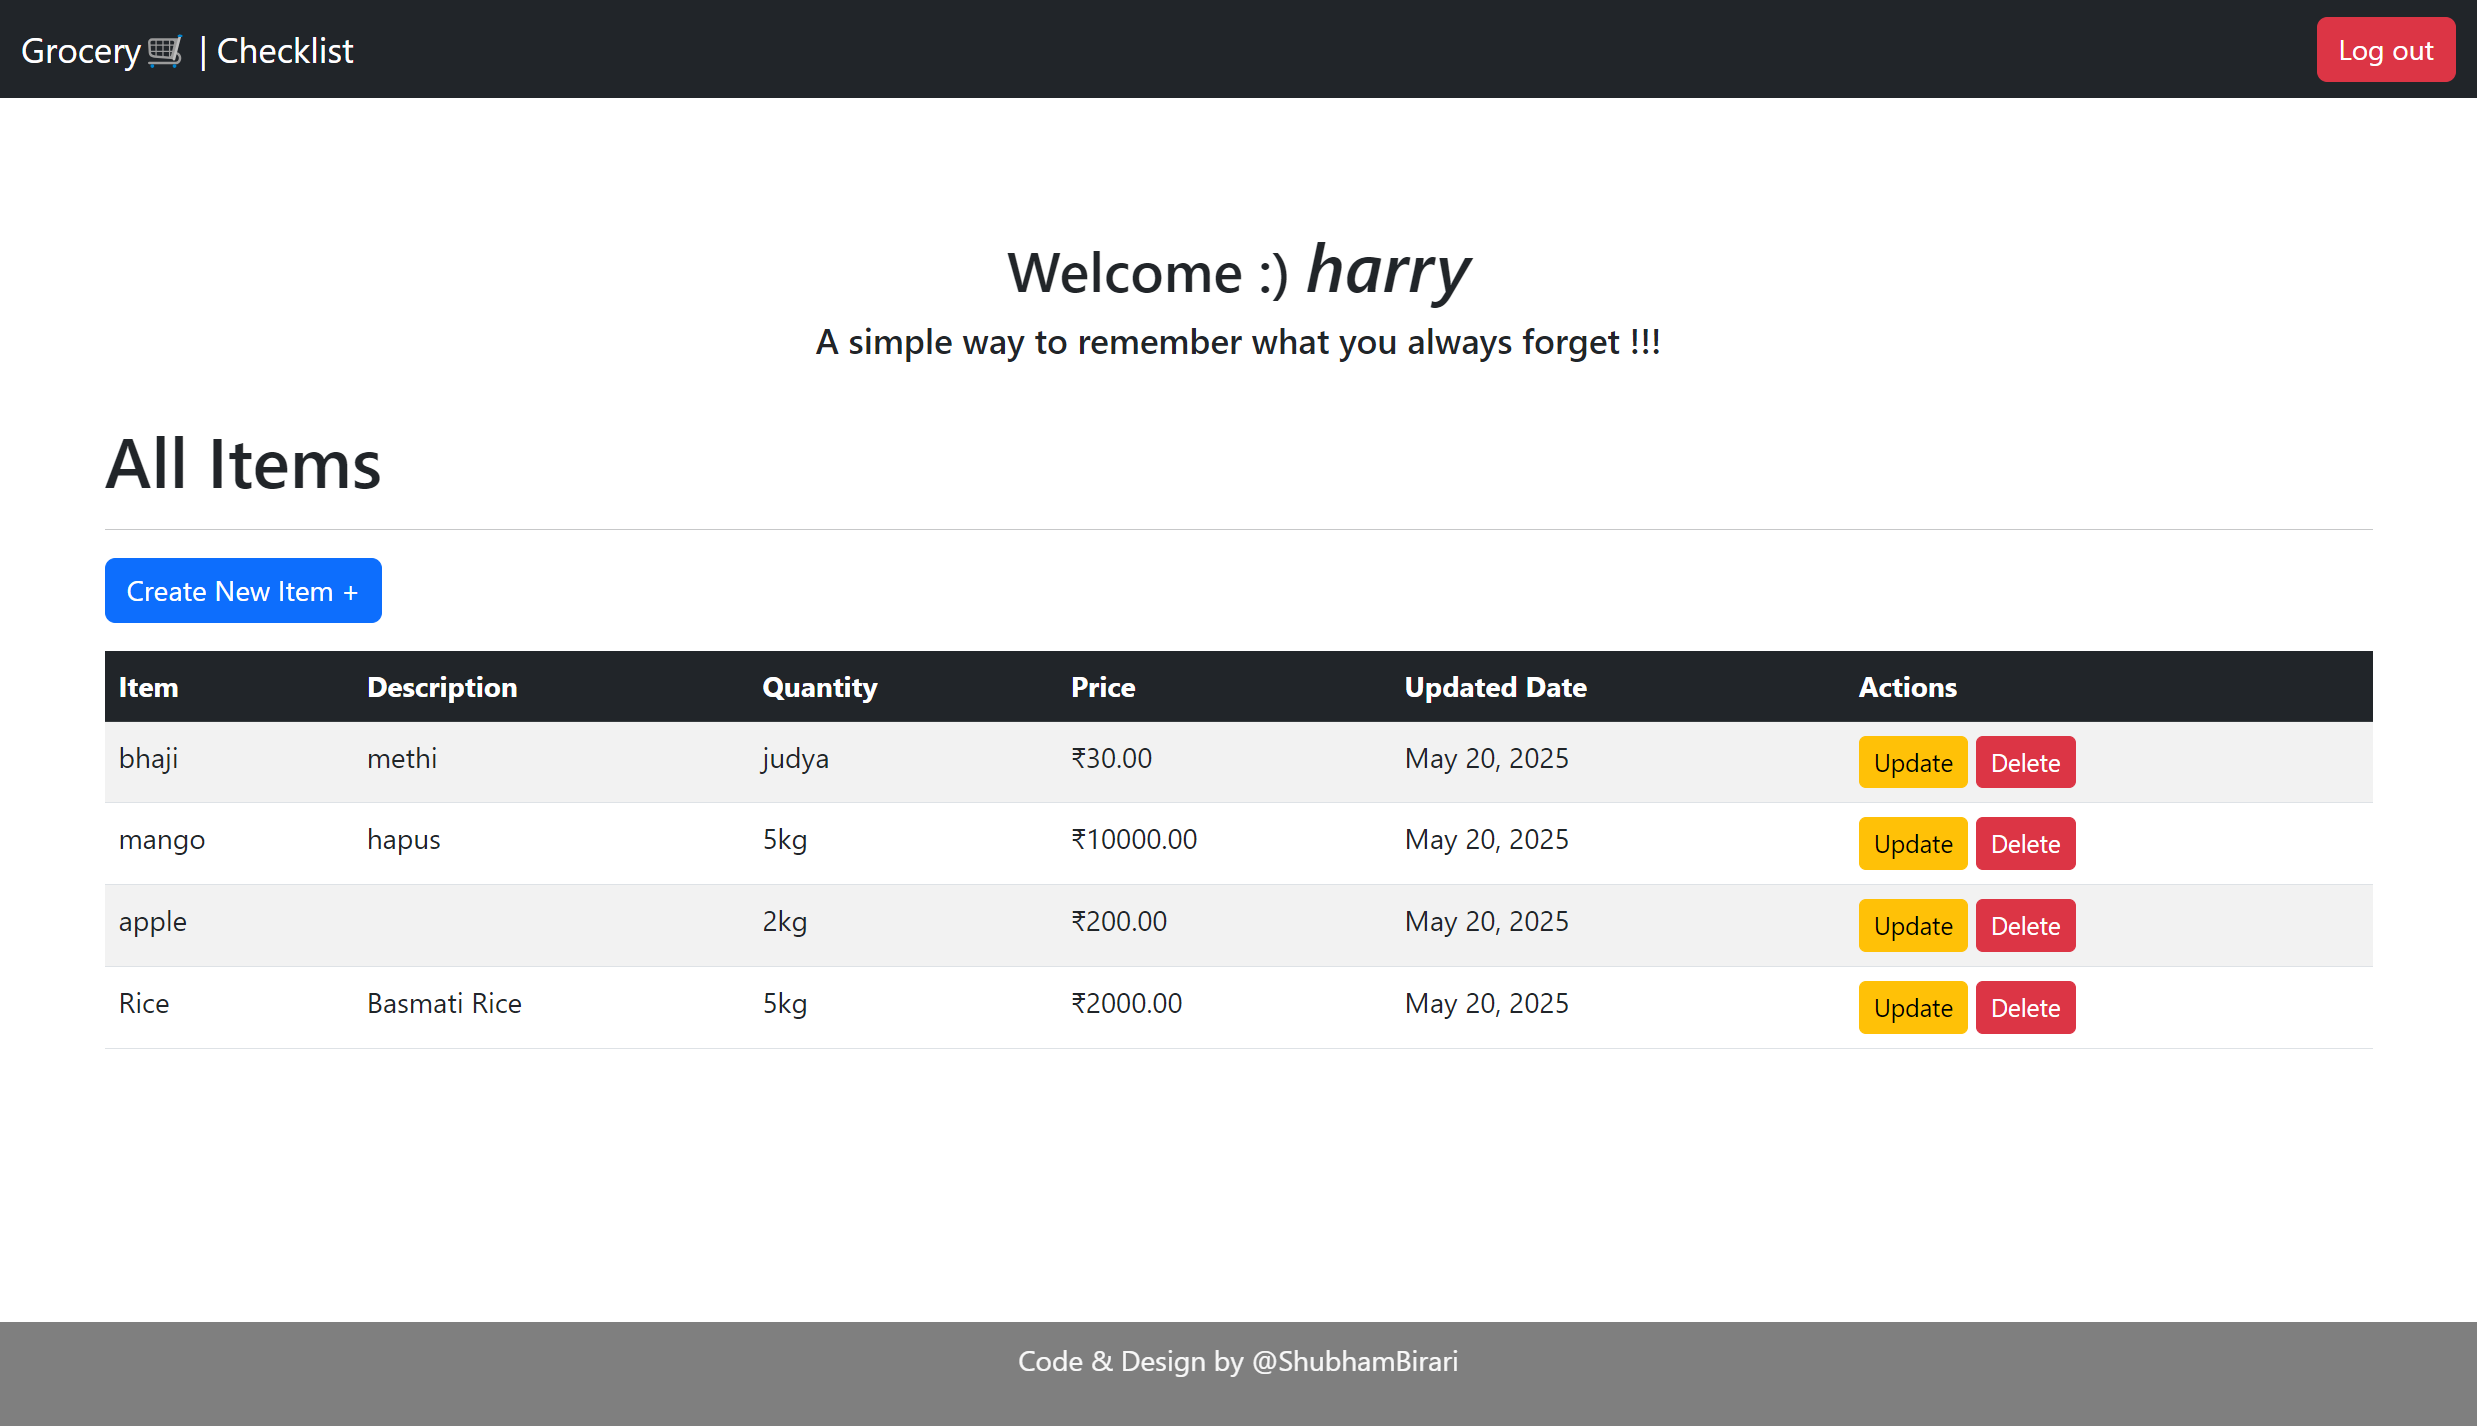 Grocery🛒 | Checklist
Log out
Welcome :) harry
A simple way to remember what you always forget !!!
All Items
Create New Item +
Item Description Quantity Price Updated Date Actions
bhaji methi judya ₹30.00 May 20, 2025 Update Delete
mango hapus 5kg ₹10000.00 May 20, 2025 Update Delete
apple 2kg ₹200.00 May 20, 2025 Update Delete
Rice Basmati Rice 5kg ₹2000.00 May 20, 2025 Update Delete
Code & Design by @ShubhamBirari